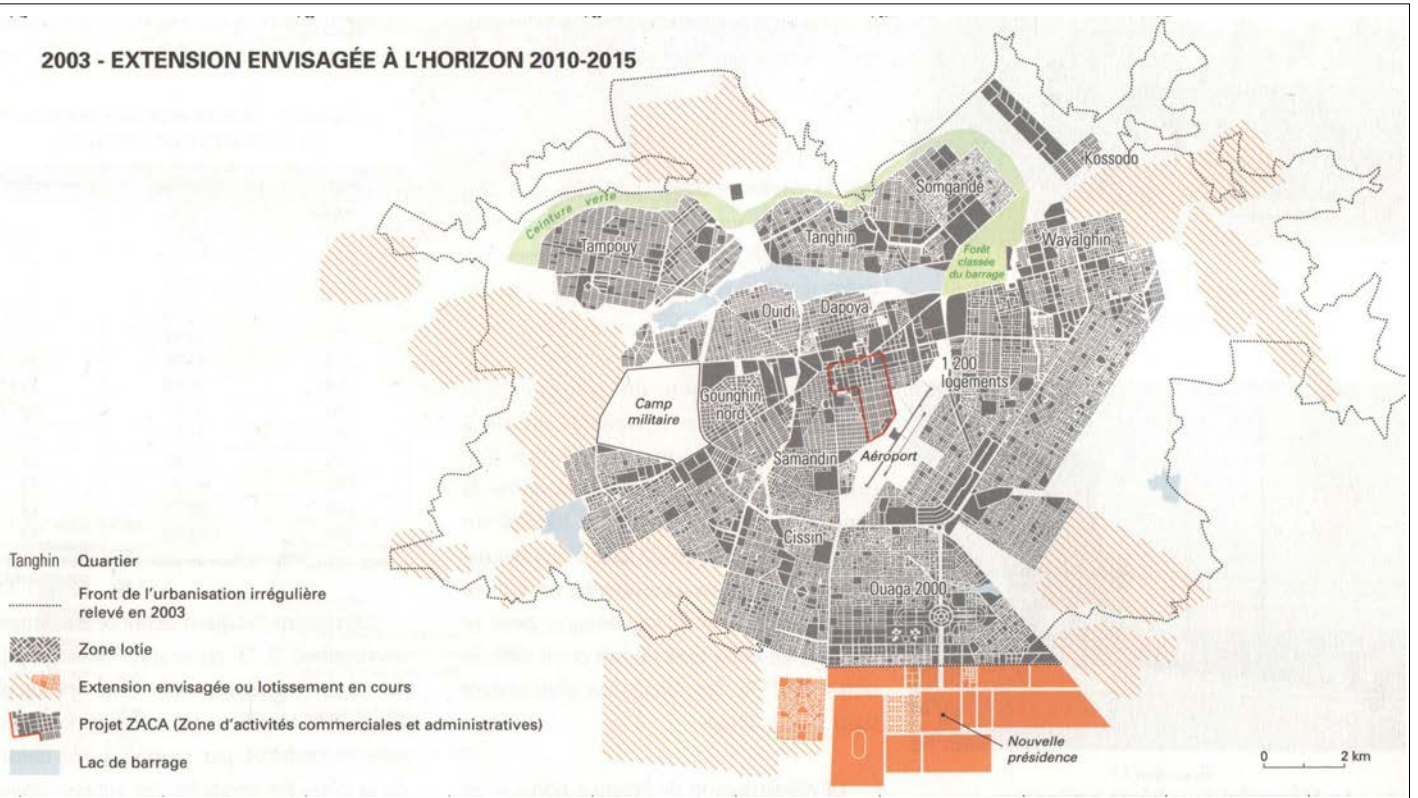 2003 - EXTENSION ENVISAGÉE À L'HORIZON 2010-2015
Kossodo
Somgandé
Ceinture verte
Tampouy
Tanghin
Wayalghin
Forêt
classée
du barrage
Ouidi
Dapoya
1 200
logements
Camp
militaire
Gounghin
nord
Samandin
Aéroport
Cissin
Ouaga 2000
Nouvelle
présidence
0 2 km
Tanghin Quartier
Front de l'urbanisation irrégulière
relevé en 2003
Zone lotie
Extension envisagée ou lotissement en cours
Projet ZACA (Zone d'activités commerciales et administratives)
Lac de barrage